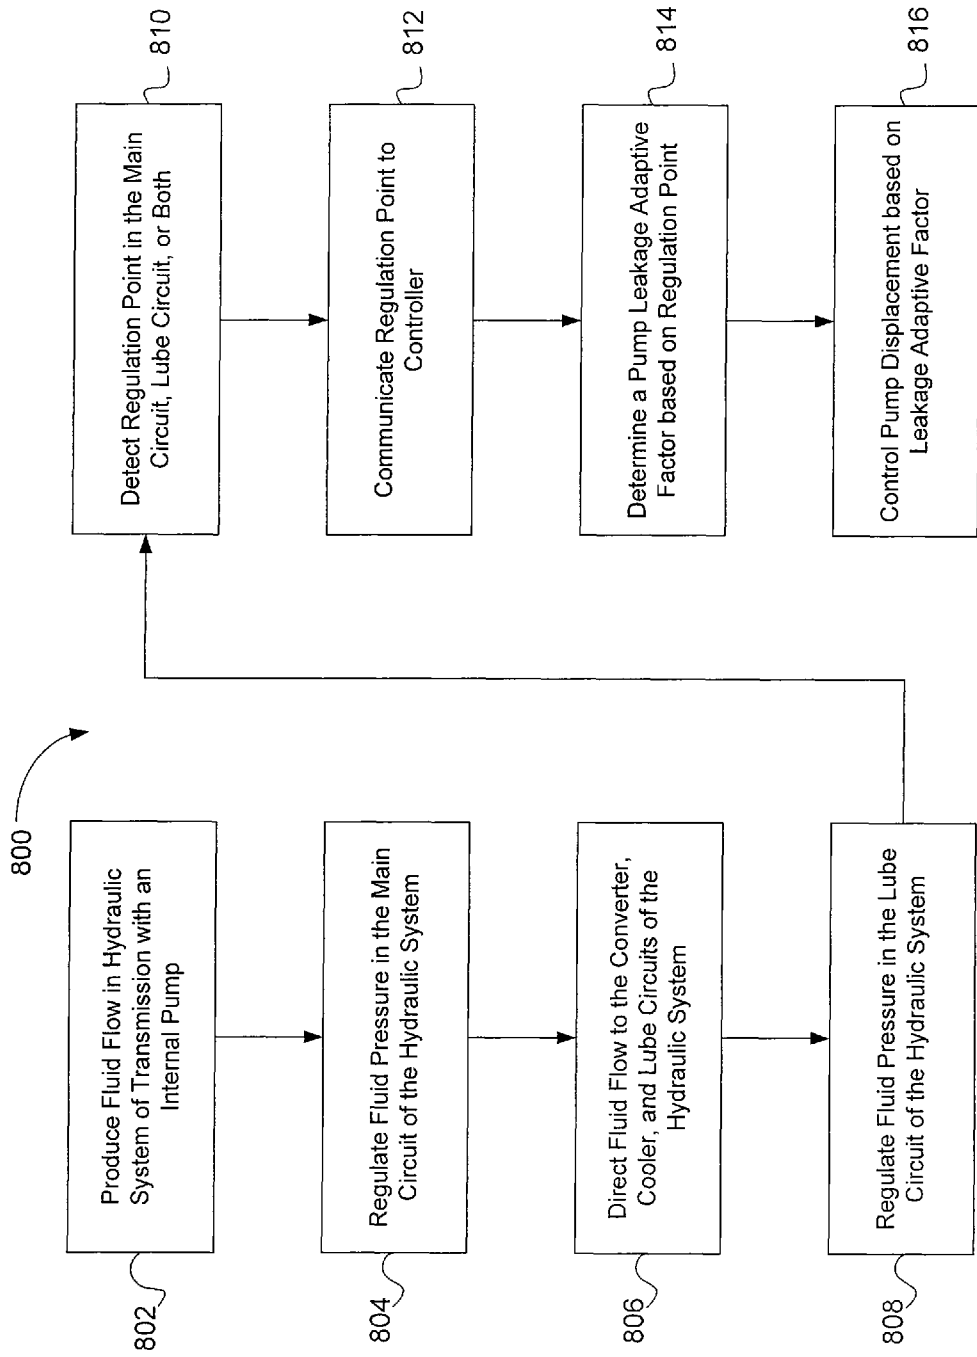 800
802
Produce Fluid Flow in Hydraulic
System of Transmission with an
Internal Pump
804
Regulate Fluid Pressure in the Main
Circuit of the Hydraulic System
806
Direct Fluid Flow to the Converter,
Cooler, and Lube Circuits of the
Hydraulic System
808
Regulate Fluid Pressure in the Lube
Circuit of the Hydraulic System
810
Detect Regulation Point in the Main
Circuit, Lube Circuit, or Both
812
Communicate Regulation Point to
Controller
814
Determine a Pump Leakage Adaptive
Factor based on Regulation Point
816
Control Pump Displacement based on
Leakage Adaptive Factor